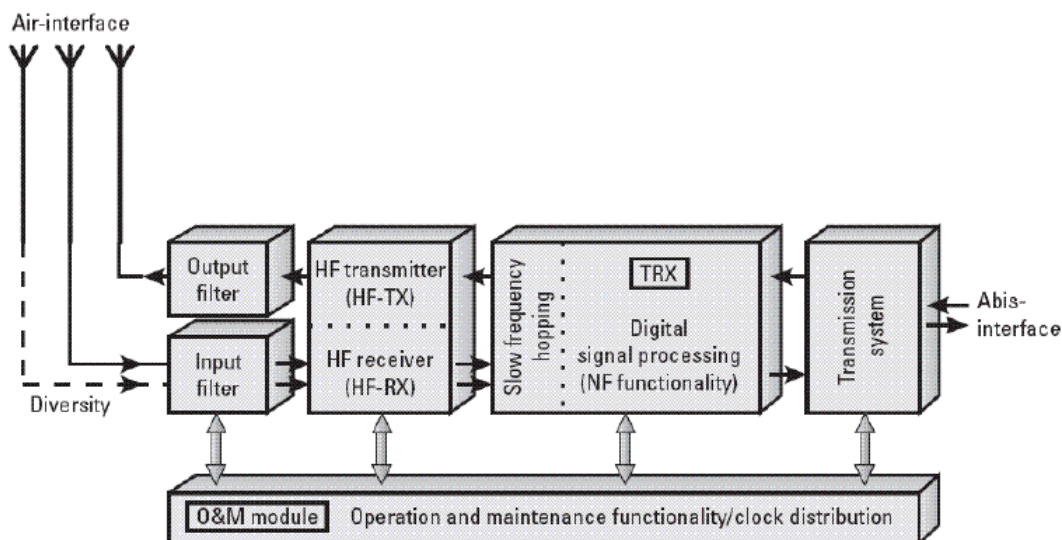 Air-interface
Output
filter
Input
filter
Diversity
HF transmitter
(HF-TX)
HF receiver
(HF-RX)
Slow frequency
hopping
TRX
Digital
signal processing
(NF functionality)
Transmission
system
Abis-
interface
O&M module
Operation and maintenance functionality/clock distribution